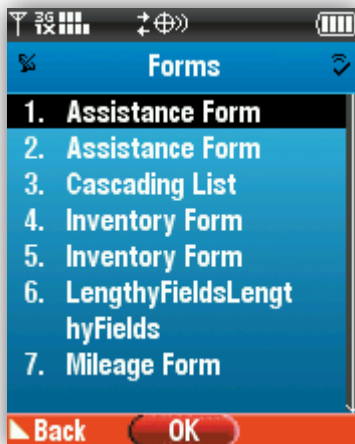 3G
1X
Forms
1. Assistance Form
2. Assistance Form
3. Cascading List
4. Inventory Form
5. Inventory Form
6. LengthyFieldsLengt
hyFields
7. Mileage Form
Back OK